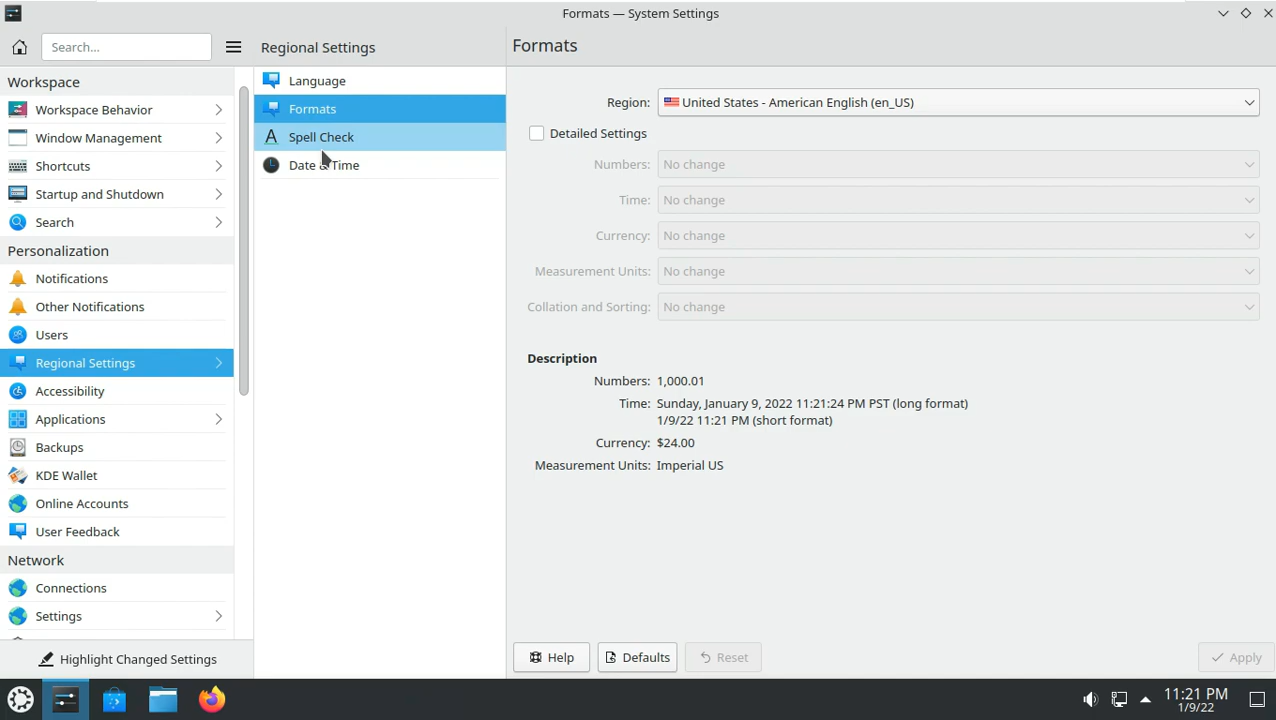 Formats — System Settings
Search...
Regional Settings
Formats
Workspace
Workspace Behavior
Window Management
Shortcuts
Startup and Shutdown
Search
Personalization
Notifications
Other Notifications
Users
Regional Settings
Accessibility
Applications
Backups
KDE Wallet
Online Accounts
User Feedback
Network
Connections
Settings
Highlight Changed Settings
Language
Formats
Spell Check
Date & Time
Region: United States - American English (en_US)
Detailed Settings
Numbers: No change
Time: No change
Currency: No change
Measurement Units: No change
Collation and Sorting: No change
Description
Numbers: 1,000.01
Time: Sunday, January 9, 2022 11:21:24 PM PST (long format)
1/9/22 11:21 PM (short format)
Currency: $24.00
Measurement Units: Imperial US
Help Defaults Reset Apply
11:21 PM
1/9/22